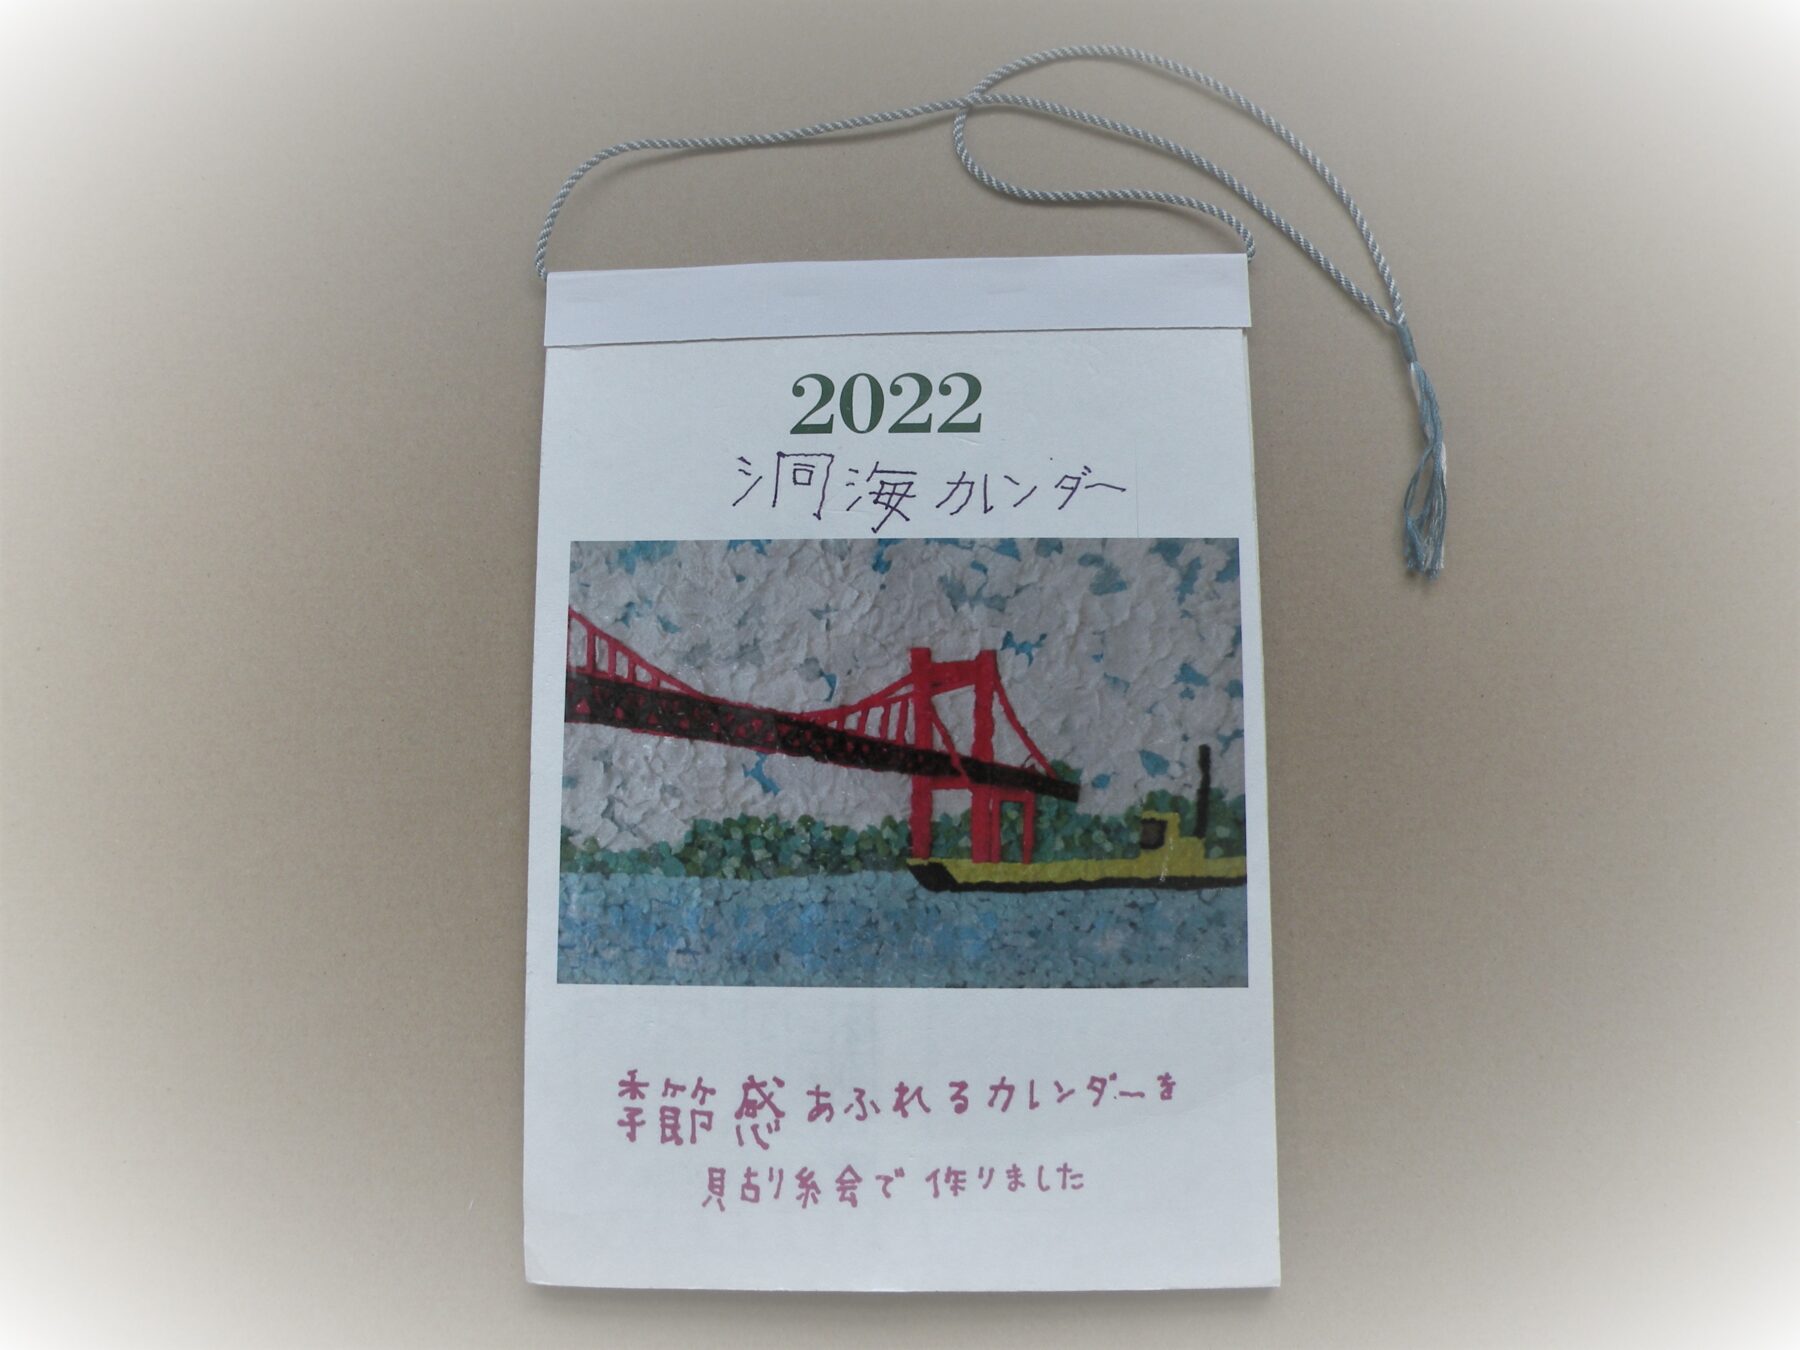 2022
洞海カレンダー
季節感あふれるカレンダーを
貼り糸会で作りました